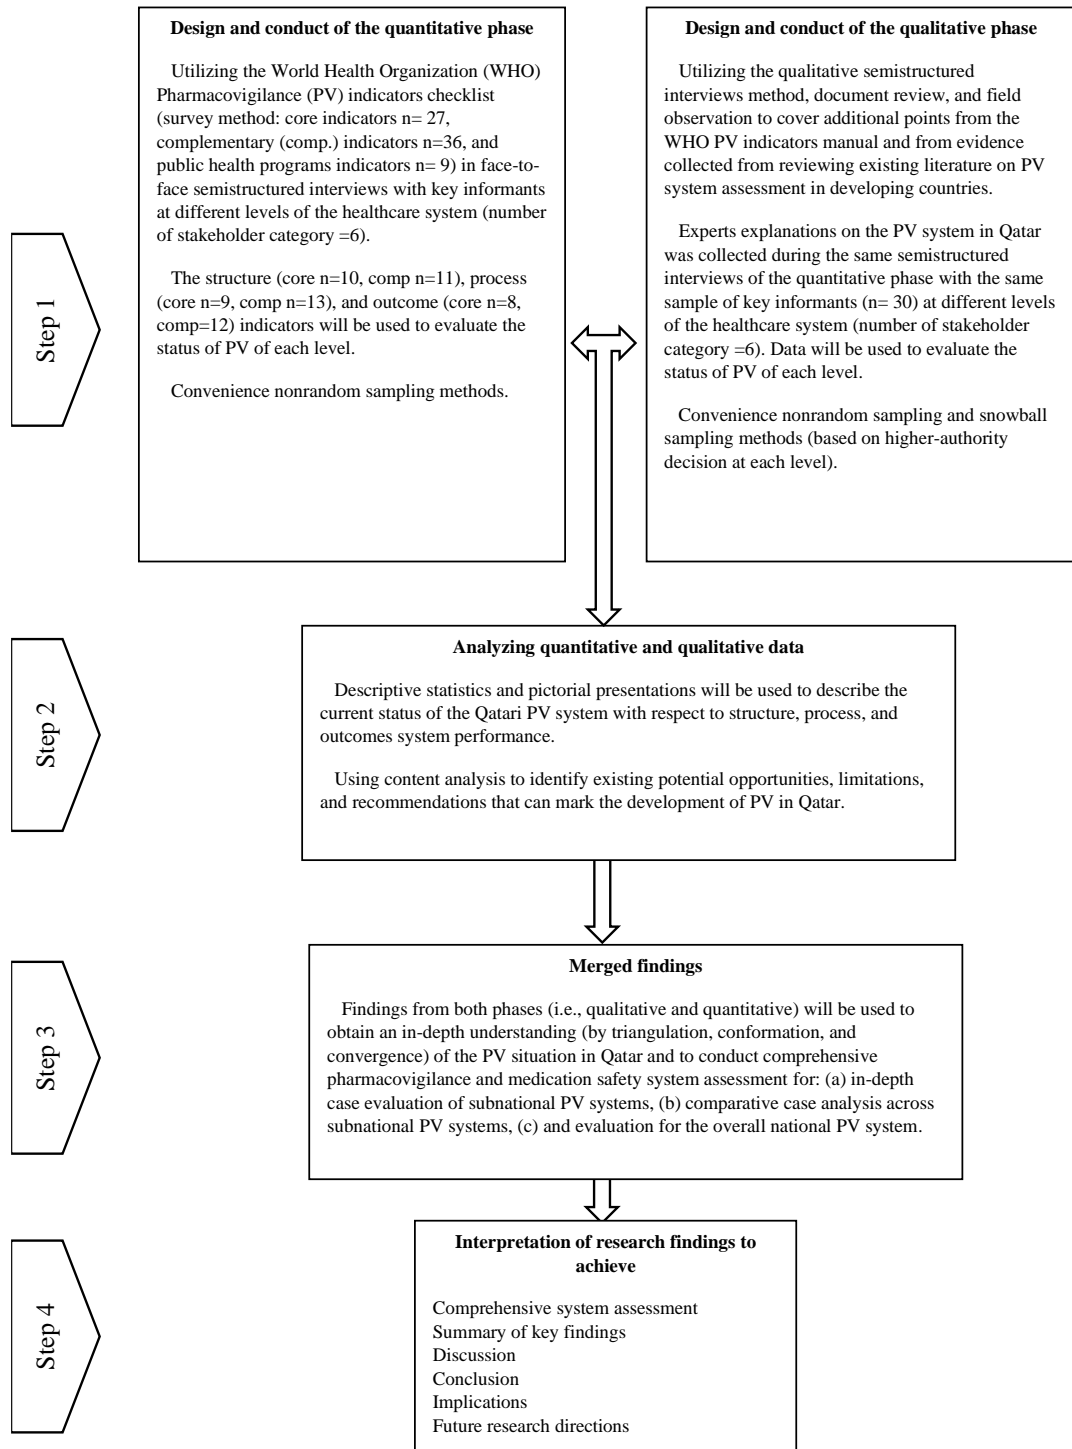 Step 1
Design and conduct of the quantitative phase
Utilizing the World Health Organization (WHO)
Pharmacovigilance (PV) indicators checklist
(survey method: core indicators n= 27,
complementary (comp.) indicators n=36, and
public health programs indicators n= 9) in face-to-
face semistructured interviews with key informants
at different levels of the healthcare system (number
of stakeholder category =6).
The structure (core n=10, comp n=11), process
(core n=9, comp n=13), and outcome (core n=8,
comp=12) indicators will be used to evaluate the
status of PV of each level.
Convenience nonrandom sampling methods.
Design and conduct of the qualitative phase
Utilizing the qualitative semistructured
interviews method, document review, and field
observation to cover additional points from the
WHO PV indicators manual and from evidence
collected from reviewing existing literature on PV
system assessment in developing countries.
Experts explanations on the PV system in Qatar
was collected during the same semistructured
interviews of the quantitative phase with the same
sample of key informants (n= 30) at different levels
of the healthcare system (number of stakeholder
category =6). Data will be used to evaluate the
status of PV of each level.
Convenience nonrandom sampling and snowball
sampling methods (based on higher-authority
decision at each level).
Step 2
Analyzing quantitative and qualitative data
Descriptive statistics and pictorial presentations will be used to describe the
current status of the Qatari PV system with respect to structure, process, and
outcomes system performance.
Using content analysis to identify existing potential opportunities, limitations,
and recommendations that can mark the development of PV in Qatar.
Step 3
Merged findings
Findings from both phases (i.e., qualitative and quantitative) will be used to
obtain an in-depth understanding (by triangulation, conformation, and
convergence) of the PV situation in Qatar and to conduct comprehensive
pharmacovigilance and medication safety system assessment for: (a) in-depth
case evaluation of subnational PV systems, (b) comparative case analysis across
subnational PV systems, (c) and evaluation for the overall national PV system.
Step 4
Interpretation of research findings to
achieve
Comprehensive system assessment
Summary of key findings
Discussion
Conclusion
Implications
Future research directions